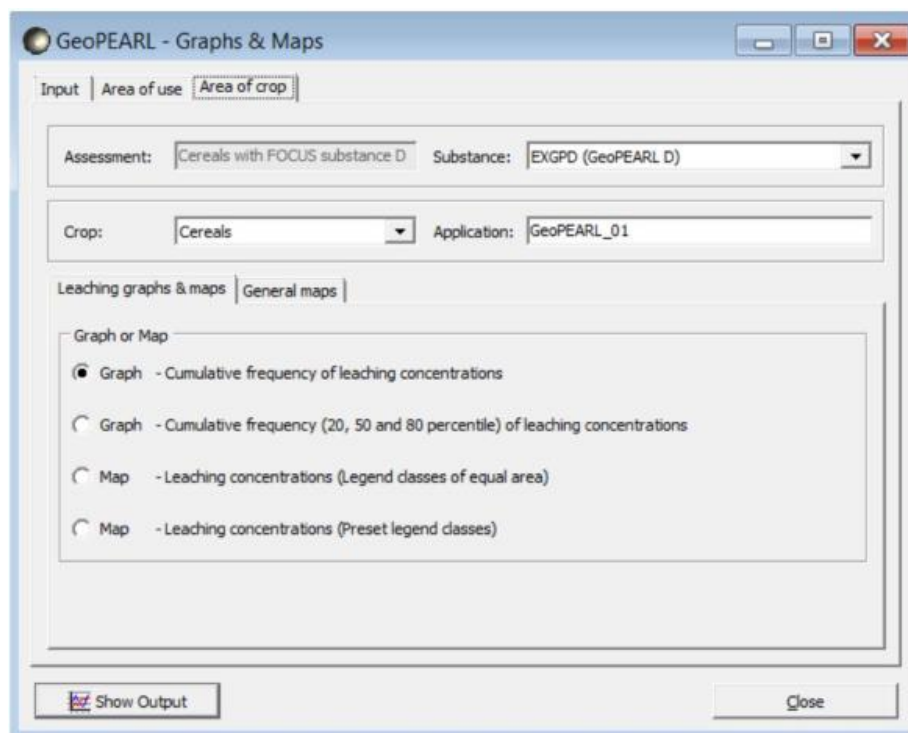 GeoPEARL - Graphs & Maps
Input Area of use Area of crop
Assessment: Cereals with FOCUS substance D Substance: EXGPD (GeoPEARL D)
Crop: Cereals Application: GeoPEARL_01
Leaching graphs & maps General maps
Graph or Map
Graph - Cumulative frequency of leaching concentrations
Graph - Cumulative frequency (20, 50 and 80 percentile) of leaching concentrations
Map - Leaching concentrations (Legend classes of equal area)
Map - Leaching concentrations (Preset legend classes)
Show Output Close